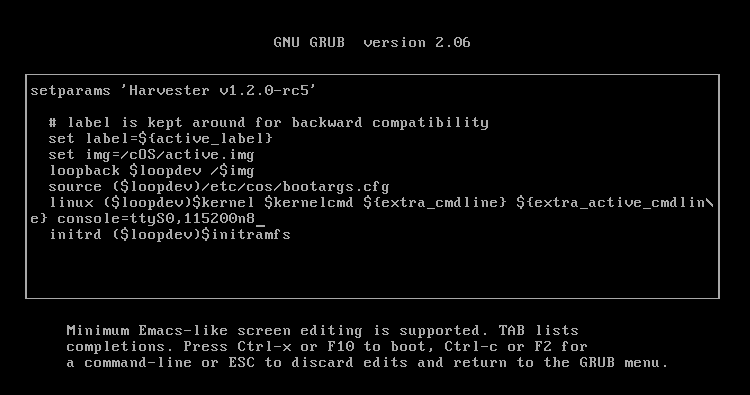 GNU GRUB  version 2.06
setparams 'Harvester v1.2.0-rc5'
# label is kept around for backward compatibility
set label=${active_label}
set img=/cOS/active.img
loopback $loopdev /$img
source ($loopdev)/etc/cos/bootargs.cfg
linux ($loopdev)$kernel $kernelcmd ${extra_cmdline} ${extra_active_cmdlin\
e} console=ttyS0,115200n8_
initrd ($loopdev)$initramfs
Minimum Emacs-like screen editing is supported. TAB lists
completions. Press Ctrl-x or F10 to boot, Ctrl-c or F2 for
a command-line or ESC to discard edits and return to the GRUB menu.